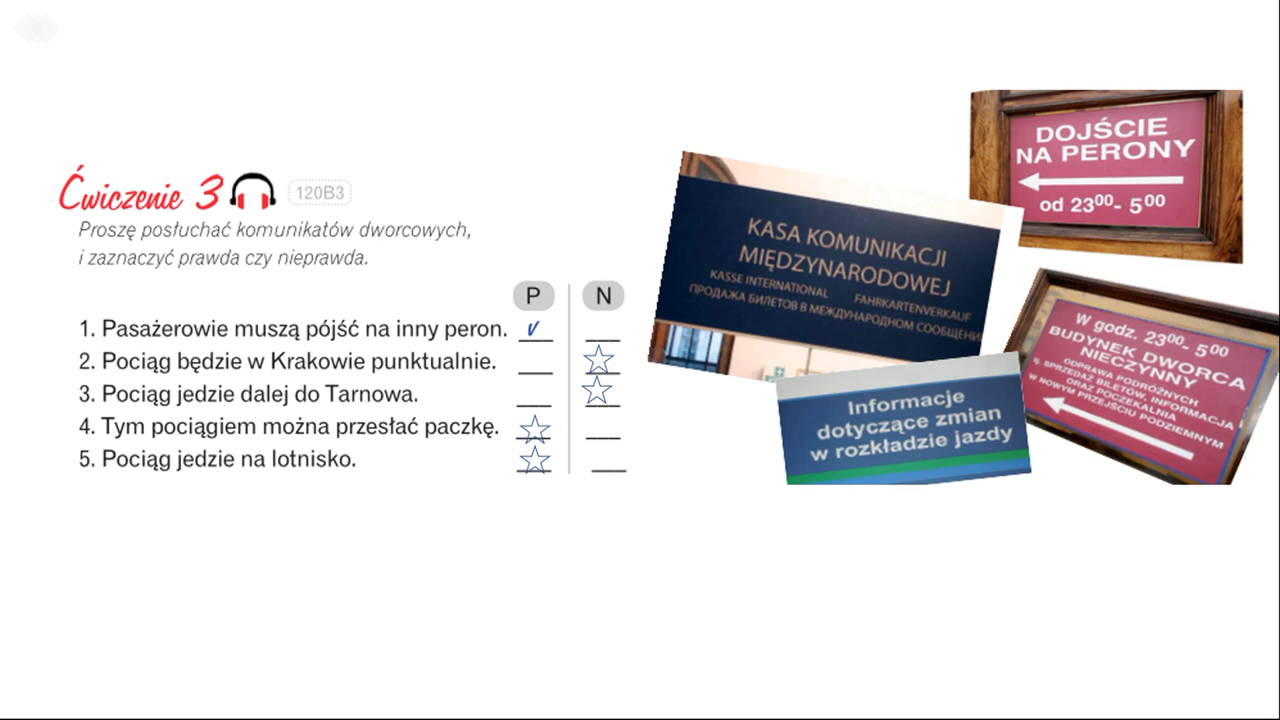 Ćwiczenie 3 120B3
Proszę posłuchać komunikatów dworcowych,
i zaznaczyć prawda czy nieprawda.
P N
1. Pasażerowie muszą pójść na inny peron.
2. Pociąg będzie w Krakowie punktualnie.
3. Pociąg jedzie dalej do Tarnowa.
4. Tym pociągiem można przesłać paczkę.
5. Pociąg jedzie na lotnisko.
DOJŚCIE
NA PERONY
od 23⁰⁰- 5⁰⁰
KASA KOMUNIKACJI
MIĘDZYNARODOWEJ
KASSE INTERNATIONAL FAHRKARTENVERKAUF
ПРОДАЖА БИЛЕТОВ В МЕЖДУНАРОДНОМ СООБЩЕНИ
W godz. 23⁰⁰- 5⁰⁰
BUDYNEK DWORCA
NIECZYNNY
ODPRAWA PODRÓŻNYCH
SPRZEDAŻ BILETÓW, INFORMACJA
ORAZ POCZEKALNIA
W NOWYM PRZEJŚCIU PODZIEMNYM
Informacje
dotyczące zmian
w rozkładzie jazdy